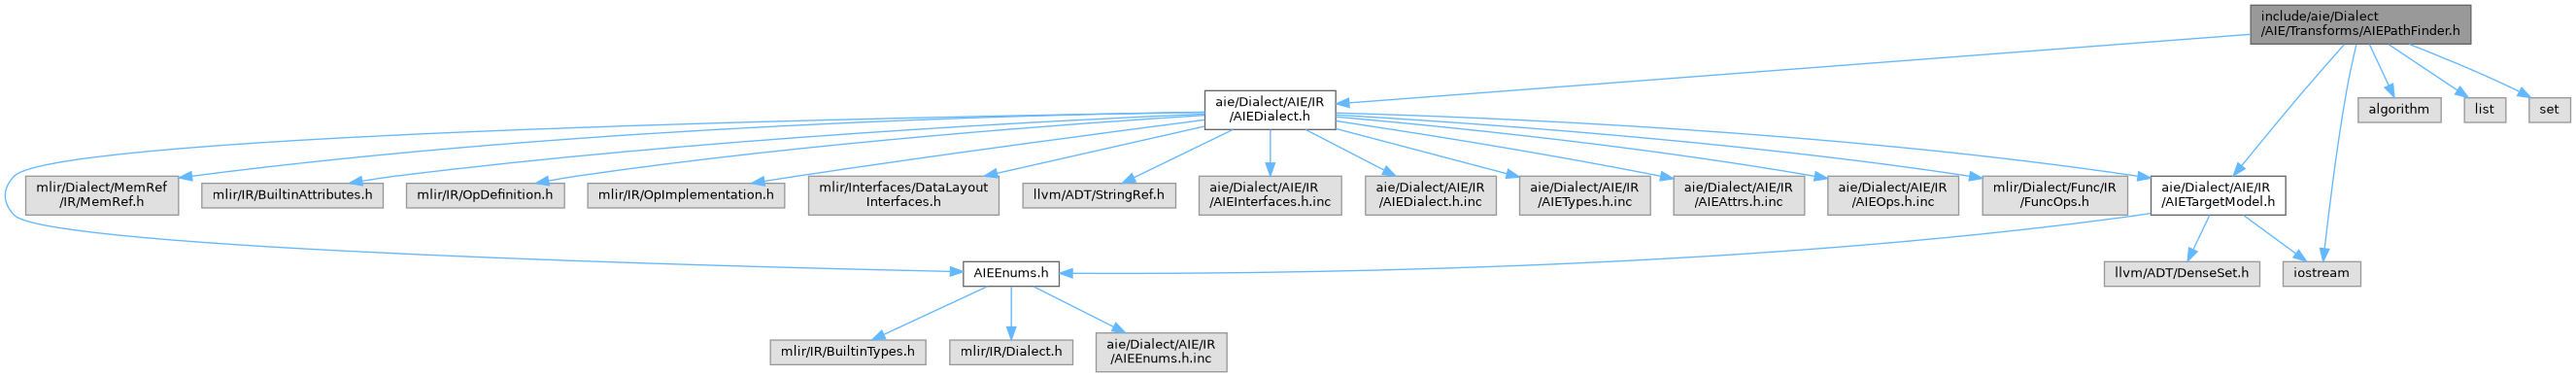 include/aie/Dialect
/AIE/Transforms/AIEPathFinder.h
aie/Dialect/AIE/IR
/AIEDialect.h
algorithm
list
set
mlir/Dialect/MemRef
/IR/MemRef.h
mlir/IR/BuiltinAttributes.h
mlir/IR/OpDefinition.h
mlir/IR/OpImplementation.h
mlir/Interfaces/DataLayout
Interfaces.h
llvm/ADT/StringRef.h
aie/Dialect/AIE/IR
/AIEInterfaces.h.inc
aie/Dialect/AIE/IR
/AIEDialect.h.inc
aie/Dialect/AIE/IR
/AIETypes.h.inc
aie/Dialect/AIE/IR
/AIEAttrs.h.inc
aie/Dialect/AIE/IR
/AIEOps.h.inc
mlir/Dialect/Func/IR
/FuncOps.h
aie/Dialect/AIE/IR
/AIETargetModel.h
AIEEnums.h
llvm/ADT/DenseSet.h
iostream
mlir/IR/BuiltinTypes.h
mlir/IR/Dialect.h
aie/Dialect/AIE/IR
/AIEEnums.h.inc